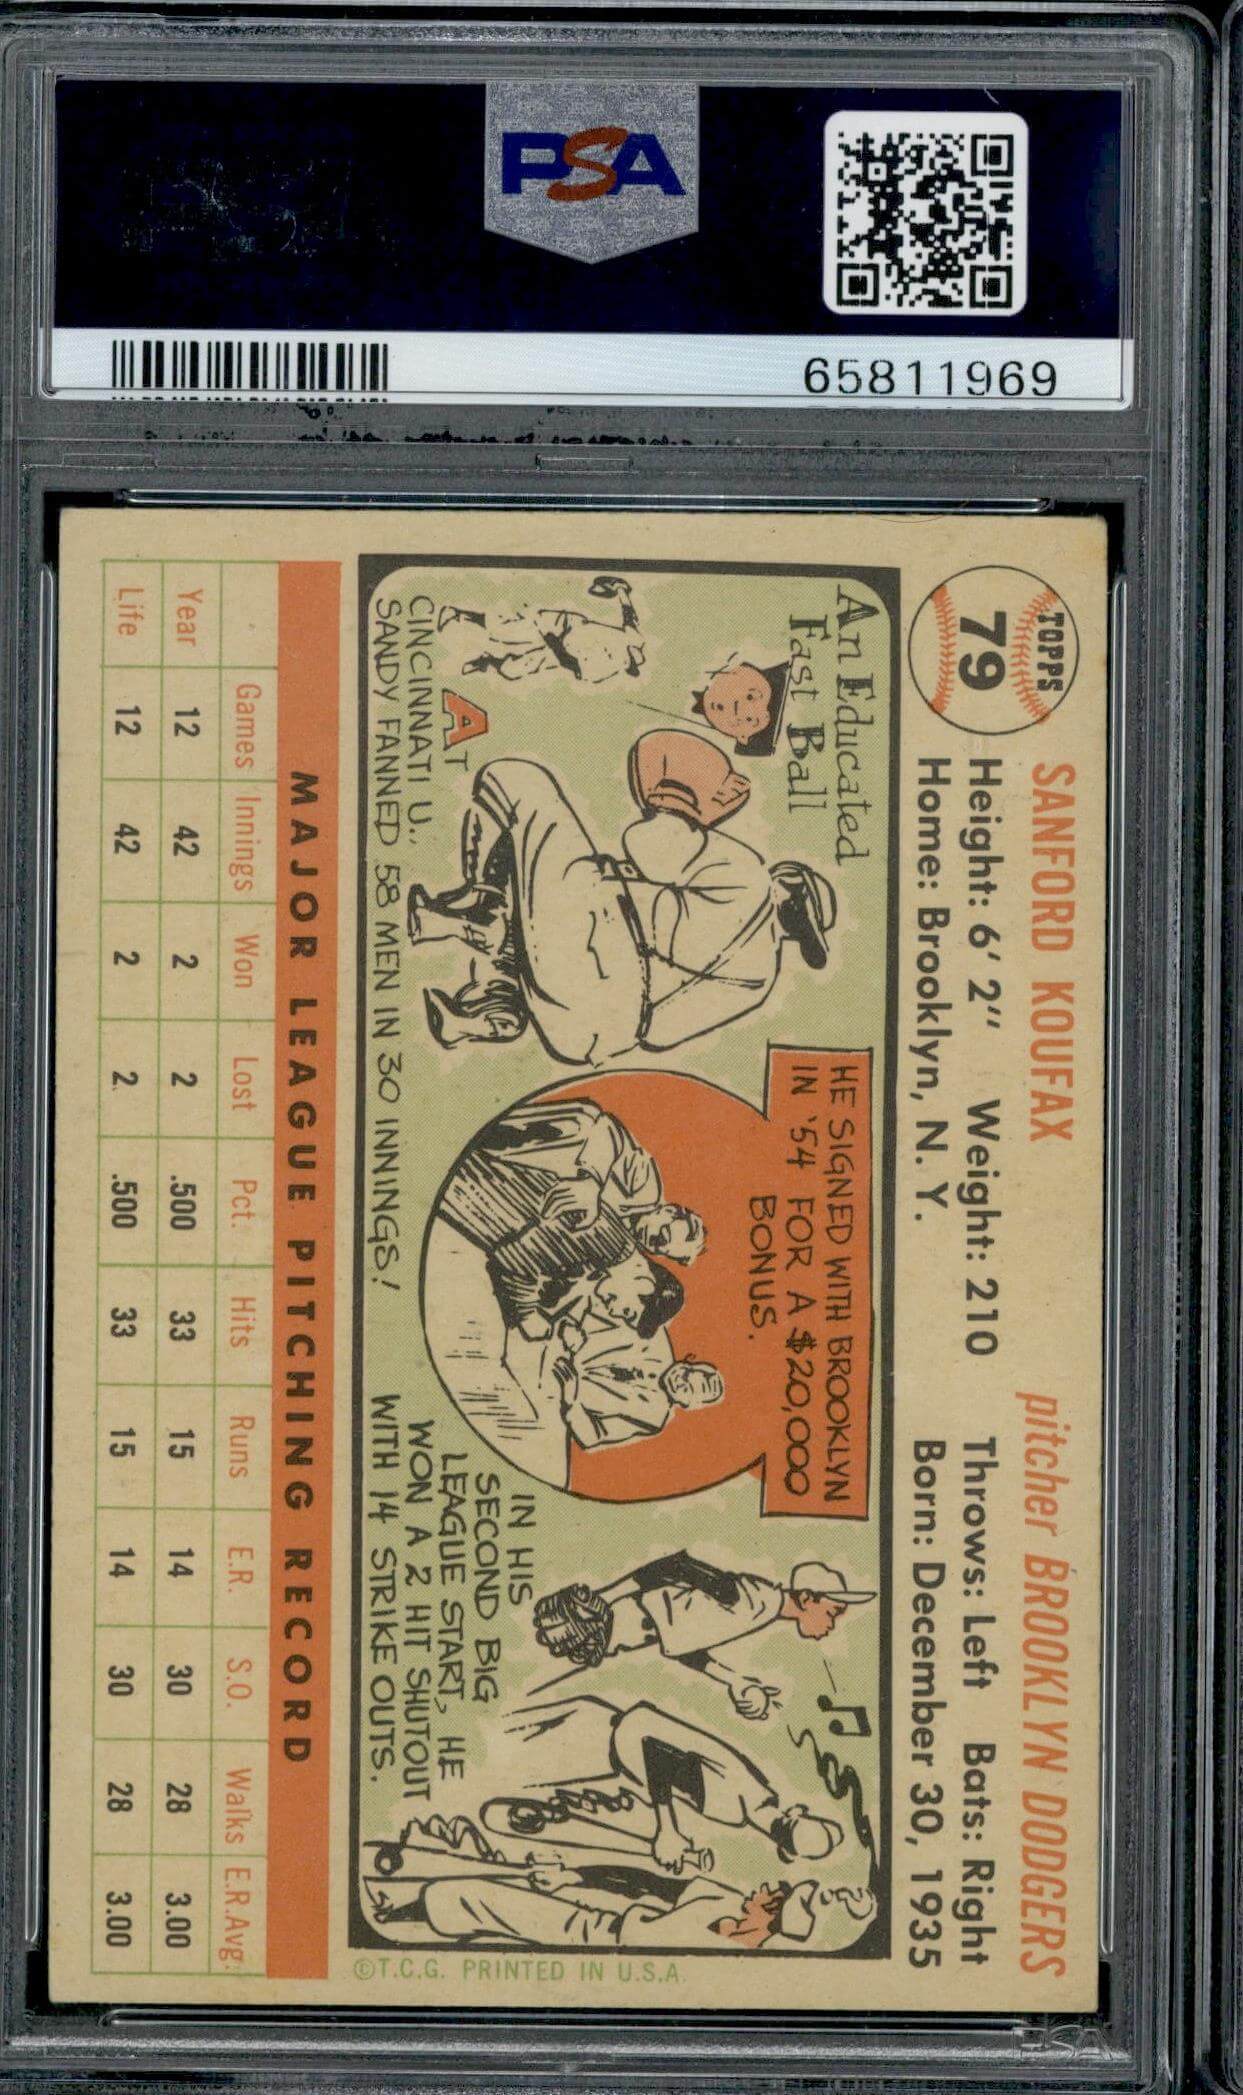 PSA
65811969
TOPPS
79
SANFORD KOUFAX
pitcher BROOKLYN DODGERS
Height: 6' 2" Weight: 210 Throws: Left Bats: Right
Home: Brooklyn, N. Y. Born: December 30, 1935
An Educated
Fast Ball
AT
CINCINNATI U.,
SANDY FANNED 58 MEN IN 30 INNINGS!
HE SIGNED WITH BROOKLYN
IN '54 FOR A $20,000
BONUS.
IN HIS
SECOND BIG
LEAGUE START, HE
WON A 2 HIT SHUTOUT
WITH 14 STRIKE OUTS.
©T.C.G. PRINTED IN U.S.A.
MAJOR LEAGUE PITCHING RECORD
Games Innings Won Lost Pct. Hits Runs E.R. S.O. Walks E.R.Avg.
Year 12 42 2 2 .500 33 15 14 30 28 3.00
Life 12 42 2 2 .500 33 15 14 30 28 3.00
PSA